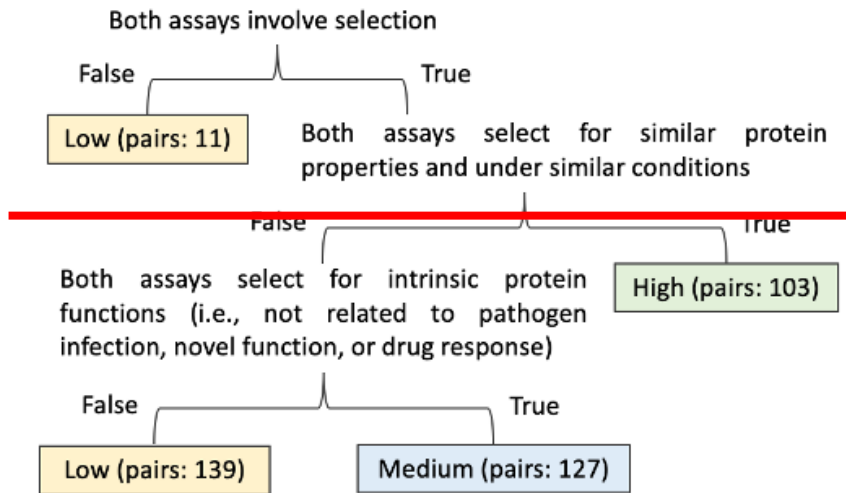 Both assays involve selection
False True
Low (pairs: 11)
Both assays select for similar protein
properties and under similar conditions
False True
Both assays select for intrinsic protein
functions (i.e., not related to pathogen
infection, novel function, or drug response)
High (pairs: 103)
False True
Low (pairs: 139) Medium (pairs: 127)